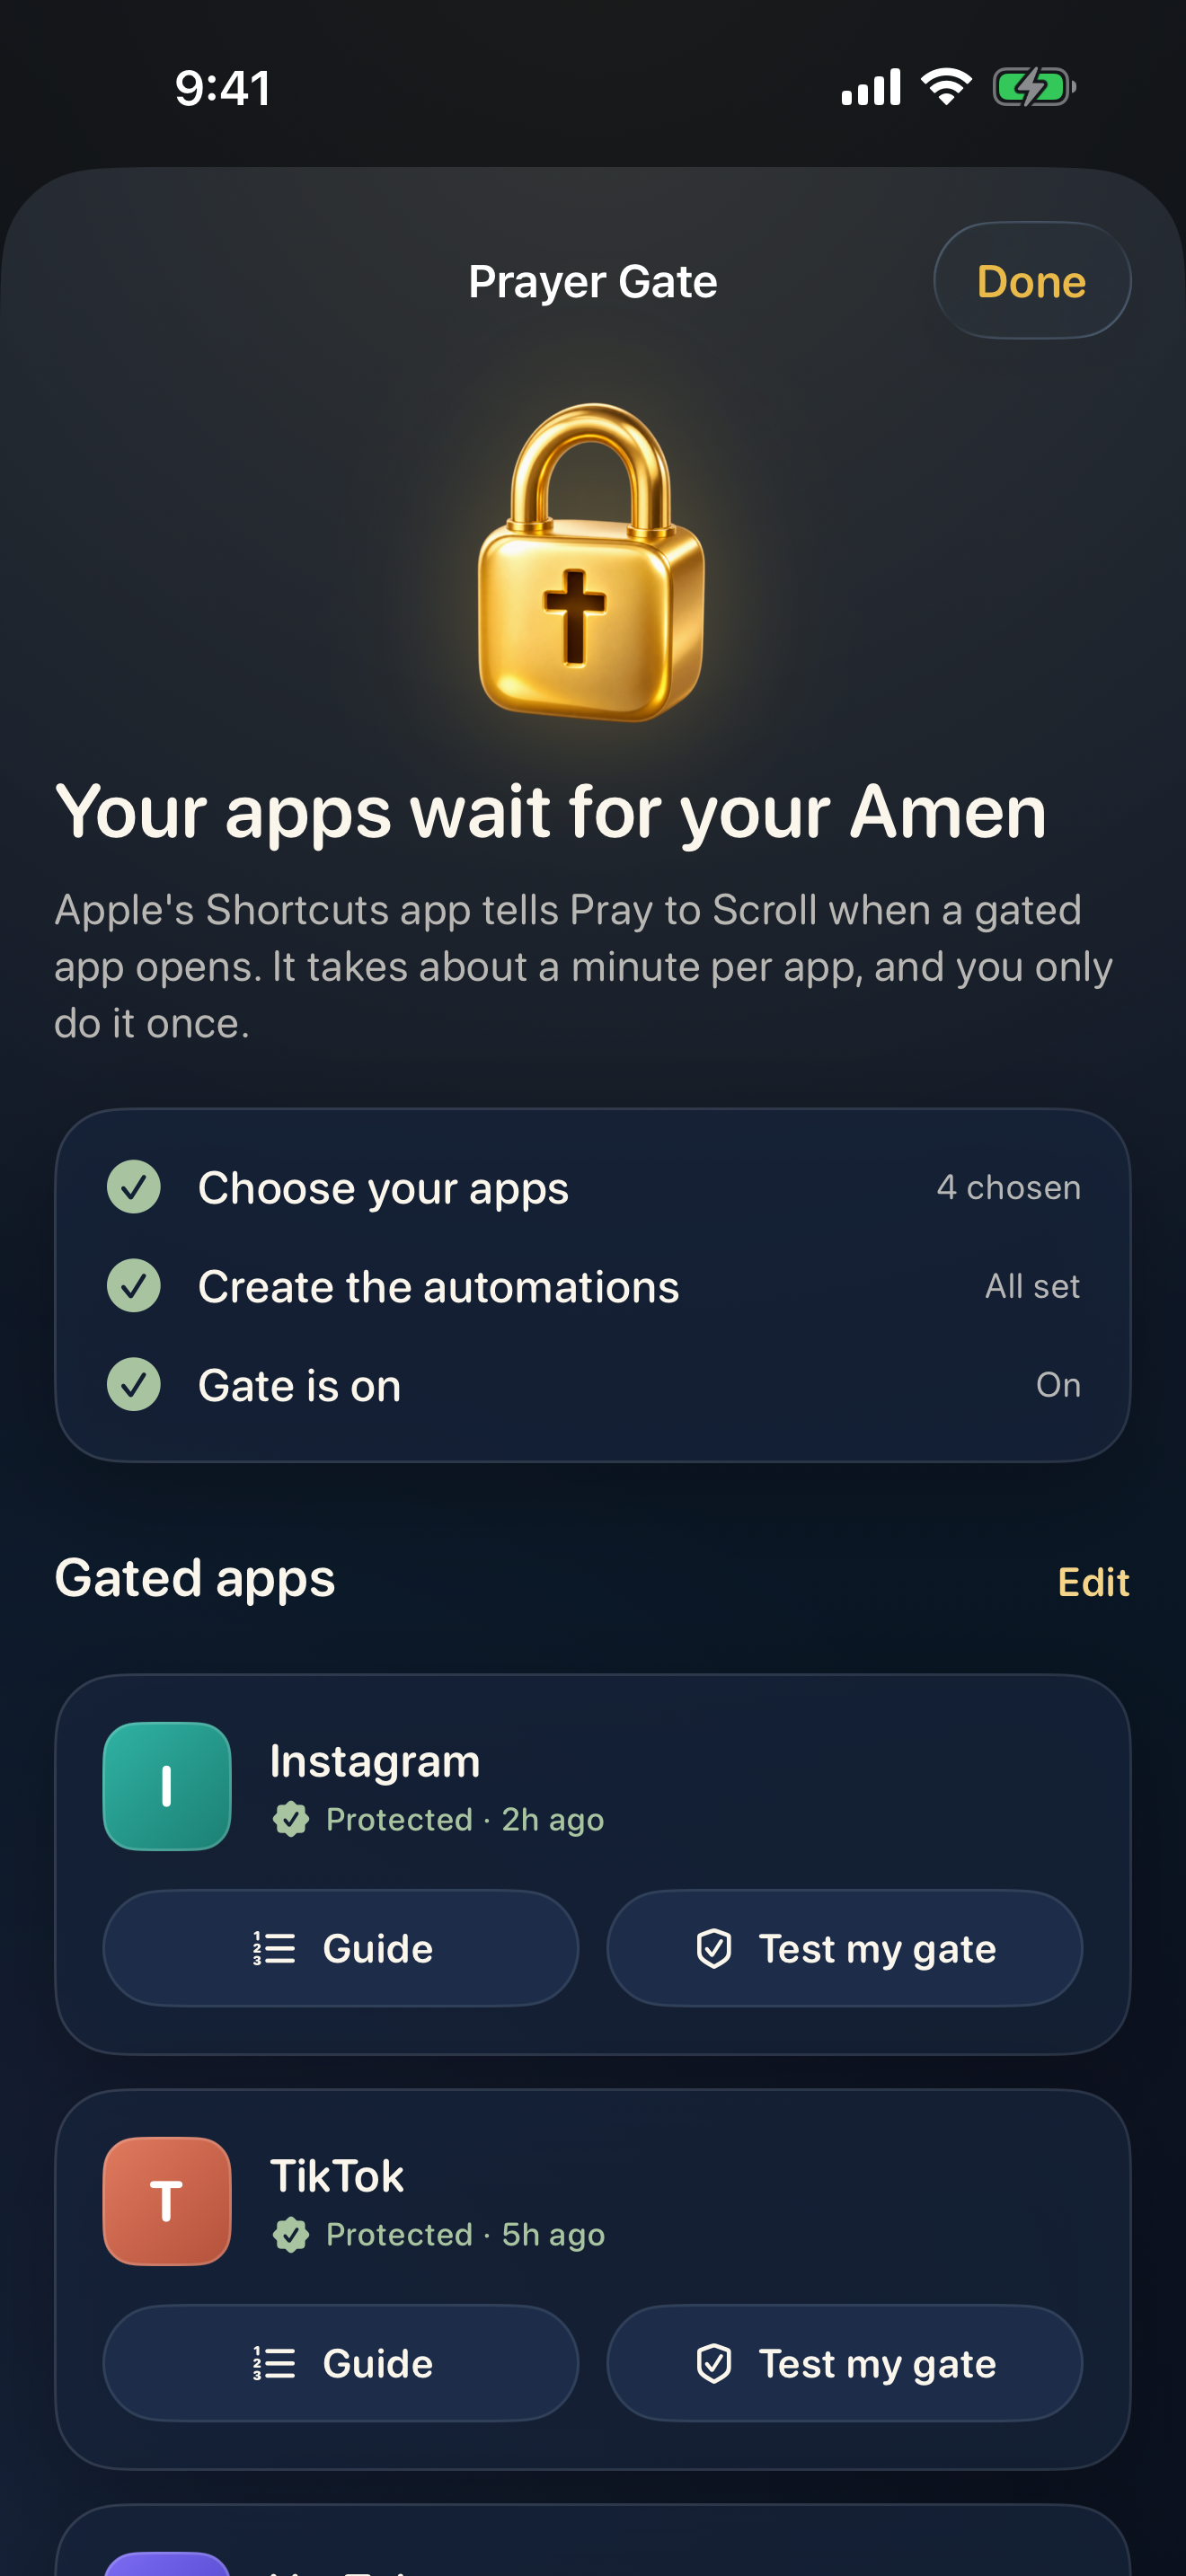 9:41
Prayer Gate
Done
Your apps wait for your Amen
Apple's Shortcuts app tells Pray to Scroll when a gated
app opens. It takes about a minute per app, and you only
do it once.
Choose your apps 4 chosen
Create the automations All set
Gate is on On
Gated apps Edit
I
Instagram
Protected · 2h ago
Guide Test my gate
T
TikTok
Protected · 5h ago
Guide Test my gate